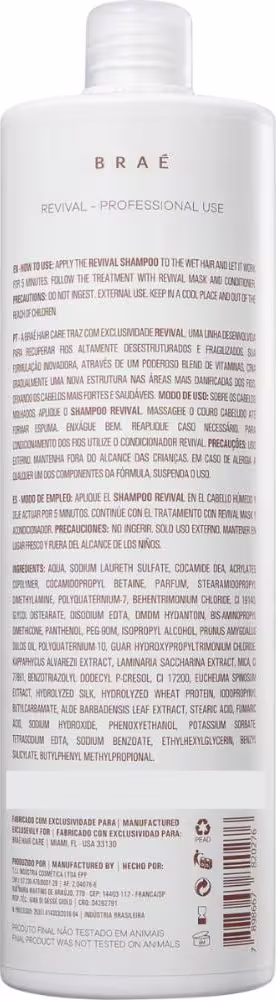 BRAÉ
REVIVAL - PROFESSIONAL USE
EN-HOW TO USE: APPLY THE REVIVAL SHAMPOO TO THE WET HAIR AND LET IT WORK
FOR 5 MINUTES. FOLLOW THE TREATMENT WITH REVIVAL MASK AND CONDITIONER.
PRECAUTIONS: DO NOT INGEST. EXTERNAL USE. KEEP IN A COOL PLACE AND OUT OF THE
REACH OF CHILDREN.
PT - A BRAÉ HAIR CARE TRAZ COM EXCLUSIVIDADE REVIVAL, UMA LINHA DESENVOLVIDA
PARA RECUPERAR FIOS ALTAMENTE DESESTRUTURADOS E FRAGILIZADOS. SUA
FORMULAÇÃO INOVADORA, ATRAVÉS DE UM PODEROSO BLEND DE VITAMINAS, CRIA
GRADUALMENTE UMA NOVA ESTRUTURA NAS ÁREAS MAIS DANIFICADAS DOS FIOS,
DEIXANDO OS CABELOS MAIS FORTES E SAUDÁVEIS. MODO DE USO: SOBRE OS CABELOS
MOLHADOS, APLIQUE O SHAMPOO REVIVAL. MASSAGEIE O COURO CABELUDO ATÉ
FORMAR ESPUMA. ENXÁGUE BEM. REAPLIQUE CASO NECESSÁRIO. PARA
CONDICIONAMENTO DOS FIOS UTILIZE O CONDICIONADOR REVIVAL. PRECAUÇÕES: USO
EXTERNO. MANTENHA FORA DO ALCANCE DAS CRIANÇAS. EM CASO DE ALERGIA A
QUALQUER UM DOS COMPONENTES DA FÓRMULA, SUSPENDA O USO.
ES - MODO DE EMPLEO: APLIQUE EL SHAMPOO REVIVAL EN EL CABELLO HÚMEDO Y
DEJE ACTUAR POR 5 MINUTOS. CONTINÚE CON EL TRATAMIENTO CON REVIVAL MASK Y
ACONDICIONADOR. PRECAUCIONES: NO INGERIR. SOLO USO EXTERNO. MANTENER EN
LUGAR FRESCO Y FUERA DEL ALCANCE DE LOS NIÑOS.
INGREDIENTS: AQUA, SODIUM LAURETH SULFATE, COCAMIDE DEA, ACRYLATES
COPOLYMER, COCAMIDOPROPYL BETAINE, PARFUM, STEARAMIDOPROPYL
DIMETHYLAMINE, POLYQUATERNIUM-7, BEHENTRIMONIUM CHLORIDE, CI 19140,
GLYCOL DISTEARATE, DISODIUM EDTA, DMDM HYDANTOIN, BIS-AMINOPROPYL
DIMETHICONE, PANTHENOL, PEG-90M, ISOPROPYL ALCOHOL, PRUNUS AMYGDALUS
DULCIS OIL, POLYQUATERNIUM-10, GUAR HYDROXYPROPYLTRIMONIUM CHLORIDE,
KAPPAPHYCUS ALVAREZII EXTRACT, LAMINARIA SACCHARINA EXTRACT, MICA, CI
77891, BENZOTRIAZOLYL DODECYL P-CRESOL, CI 17200, EUCHEUMA SPINOSUM
EXTRACT, HYDROLYZED SILK, HYDROLYZED WHEAT PROTEIN, IODOPROPYNYL
BUTYLCARBAMATE, ALOE BARBADENSIS LEAF EXTRACT, STEARIC ACID, FUMARIC
ACID, SODIUM HYDROXIDE, PHENOXYETHANOL, POTASSIUM SORBATE,
TETRASODIUM EDTA, SODIUM BENZOATE, ETHYLHEXYLGLYCERIN, BENZYL
SALICYLATE, BUTYLPHENYL METHYLPROPIONAL.
FABRICADO COM EXCLUSIVIDADE PARA | MANUFACTURED
EXCLUSIVELY FOR | FABRICADO CON EXCLUSIVIDAD PARA:
BRAE HAIR CARE | MIAMI, FL - USA 33130
PRODUZIDO POR | MANUFACTURED BY | HECHO POR:
INDÚSTRIA BRASILEIRA
PRODUTO FINAL NÃO TESTADO EM ANIMAIS
FINAL PRODUCT WAS NOT TESTED ON ANIMALS
PEAD
7 898667 820276